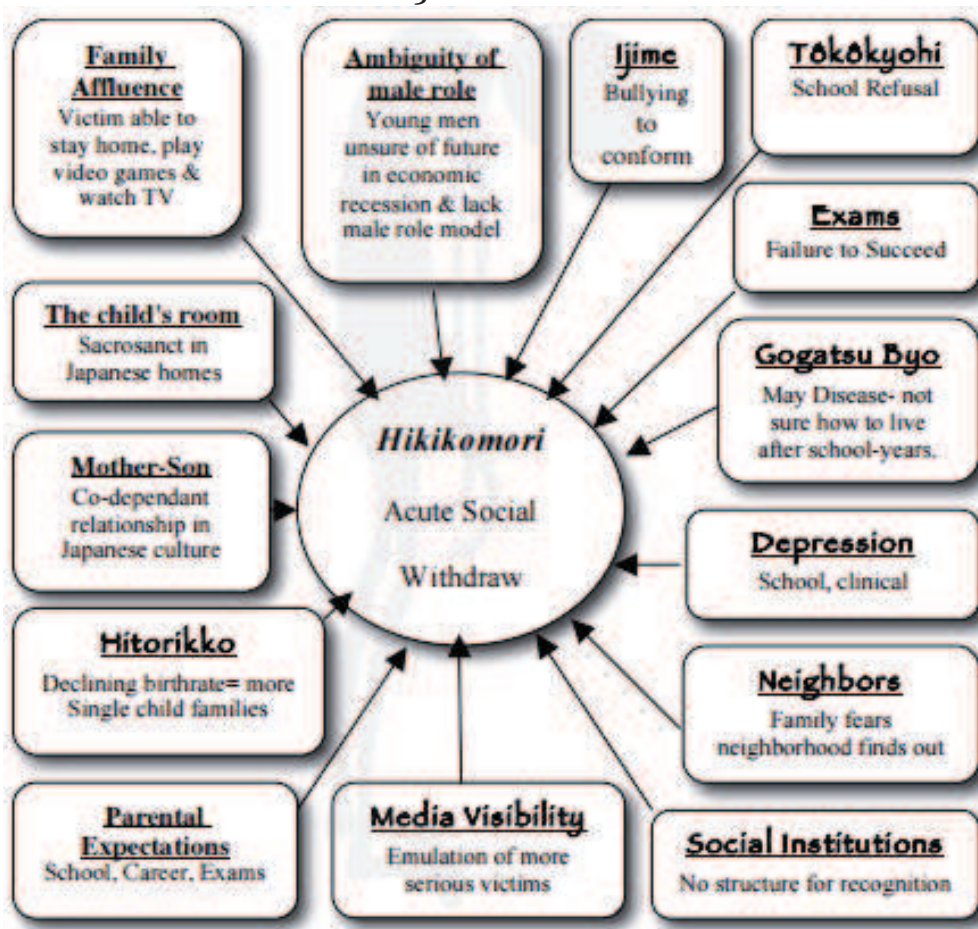 Family
Affluence
Victim able to
stay home, play
video games &
watch TV
Ambiguity of
male role
Young men
unsure of future
in economic
recession & lack
male role model
Ijime
Bullying
to
conform
Tôkôkyohi
School Refusal
Exams
Failure to Succeed
The child's room
Sacrosanct in
Japanese homes
Gogatsu Byo
May Disease- not
sure how to live
after school-years.
Hikikomori
Acute Social
Withdraw
Mother-Son
Co-dependant
relationship in
Japanese culture
Depression
School, clinical
Hitorikko
Declining birthrate= more
Single child families
Neighbors
Family fears
neighborhood finds out
Parental
Expectations
School, Career, Exams
Media Visibility
Emulation of more
serious victims
Social Institutions
No structure for recognition